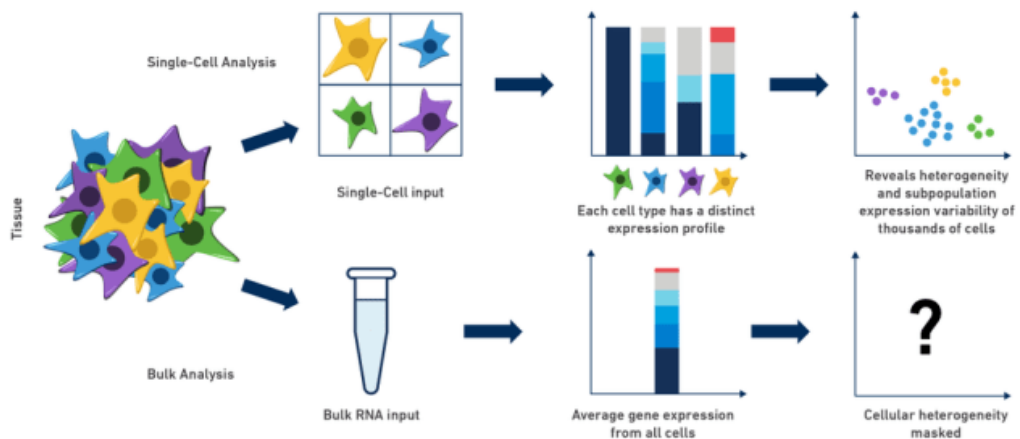 Single-Cell Analysis
Single-Cell input
Each cell type has a distinct
expression profile
Reveals heterogeneity
and subpopulation
expression variability of
thousands of cells
Tissue
Bulk Analysis
Bulk RNA input
Average gene expression
from all cells
?
Cellular heterogeneity
masked